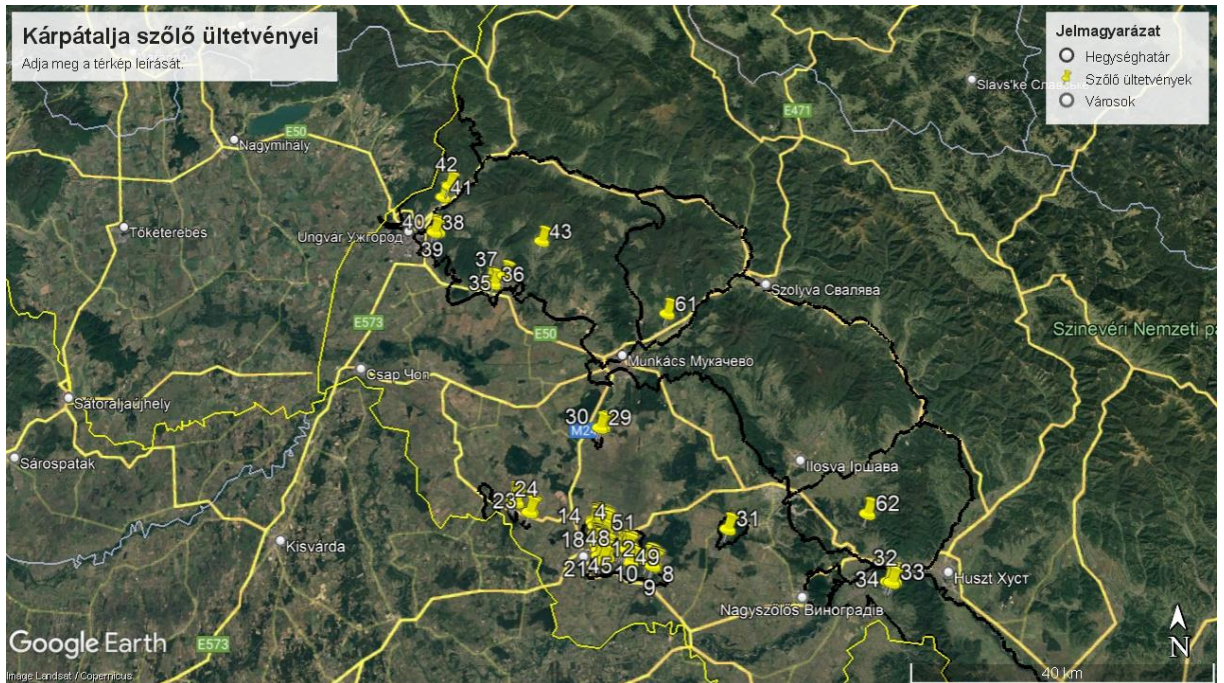 Kárpátalja szőlő ültetvényei
Adja meg a térkép leírását.
Jelmagyarázat
Hegységhatár
Szőlő ültetvények
Városok
Slavs'ke
E471
E50
Nagymihály
42
41
Tőketerebes
40
38
Ungvár Ужгород
39
43
37
36
35
Szolyva Свалява
61
E573
E50
Szinevéri Nemzeti pa
Munkács Мукачево
Csap Чоп
Sátoraljaújhely
30
29
M24
Sárospatak
Ilosva Іршава
24
23
62
4
14
51
31
18
48
12
49
Kisvárda
21
45
10
8
9
32
33
34
Huszt Хуст
Nagyszőlős Виноградів
N
Google Earth
E573
Image Landsat / Copernicus
40 km